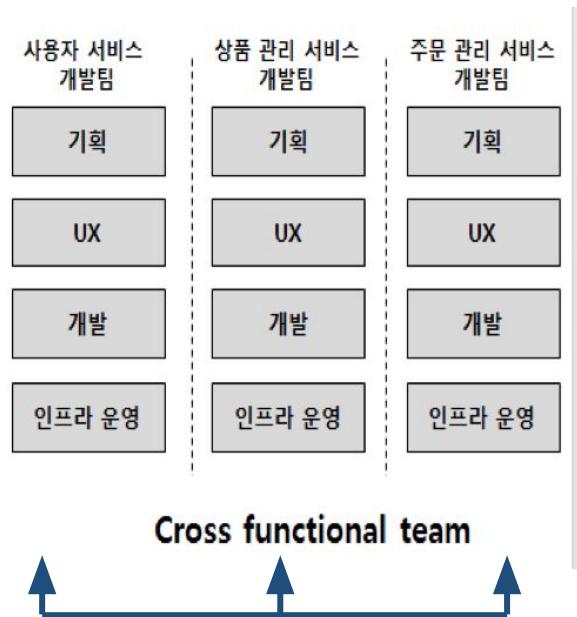 사용자 서비스
개발팀
상품 관리 서비스
개발팀
주문 관리 서비스
개발팀
기획
기획
기획
UX
UX
UX
개발
개발
개발
인프라 운영
인프라 운영
인프라 운영
Cross functional team